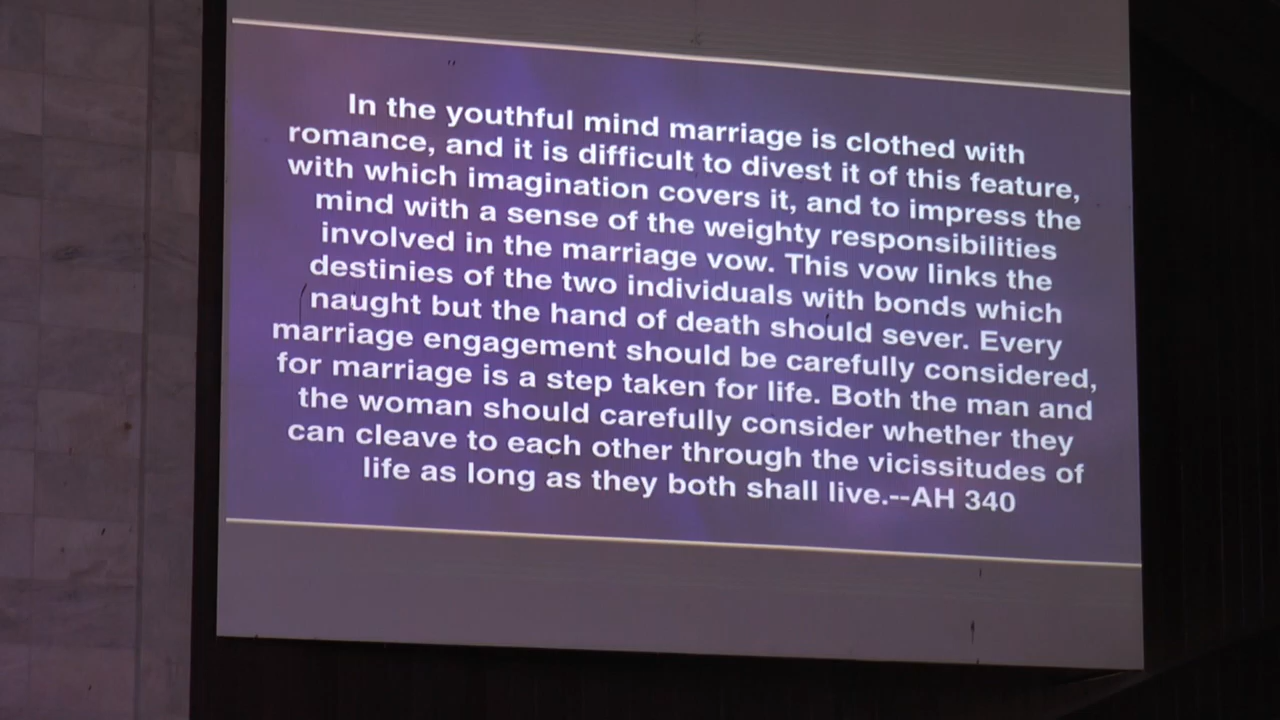 In the youthful mind marriage is clothed with
romance, and it is difficult to divest it of this feature,
with which imagination covers it, and to impress the
mind with a sense of the weighty responsibilities
involved in the marriage vow. This vow links the
destinies of the two individuals with bonds which
naught but the hand of death should sever. Every
marriage engagement should be carefully considered,
for marriage is a step taken for life. Both the man and
the woman should carefully consider whether they
can cleave to each other through the vicissitudes of
life as long as they both shall live.--AH 340